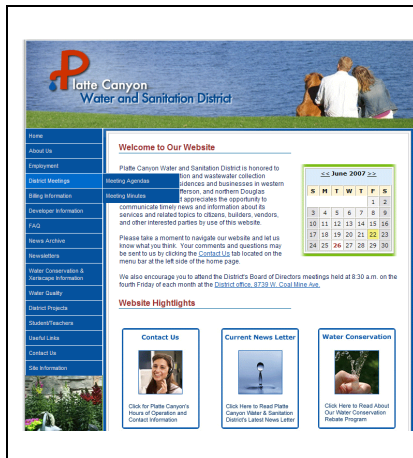 Platte Canyon
Water and Sanitation District
Home
About Us
Employment
District Meetings
Billing Information
Developer Information
FAQ
News Archive
Newsletters
Water Conservation &
Xeriscape Information
Water Quality
District Projects
Student/Teachers
Useful Links
Contact Us
Site Information
Meeting Agendas
Meeting Minutes
Welcome to Our Website
Platte Canyon Water and Sanitation District is honored to
tion and wastewater collection
sidences and businesses in western
efferson, and northern Douglas
t appreciates the opportunity to
communicate timely news and information about its
services and related topics to citizens, builders, vendors,
and other interested parties by use of this website.
Please take a moment to navigate our website and let us
know what you think. Your comments and questions may
be sent to us by clicking the Contact Us tab located on the
menu bar at the left side of the home page.
<< June 2007 >>
S M T W T F S
1 2
3 4 5 6 7 8 9
10 11 12 13 14 15 16
17 18 19 20 21 22 23
24 25 26 27 28 29 30
We also encourage you to attend the District's Board of Directors meetings held at 8:30 a.m. on the
fourth Friday of each month at the District office, 8739 W. Coal Mine Ave.
Website Hightlights
Contact Us
Click for Platte Canyon's
Hours of Operation and
Contact Information
Current News Letter
Click Here to Read Platte
Canyon Water & Sanitation
District's Latest News Letter
Water Conservation
Click Here to Read About
Our Water Conservation
Rebate Program